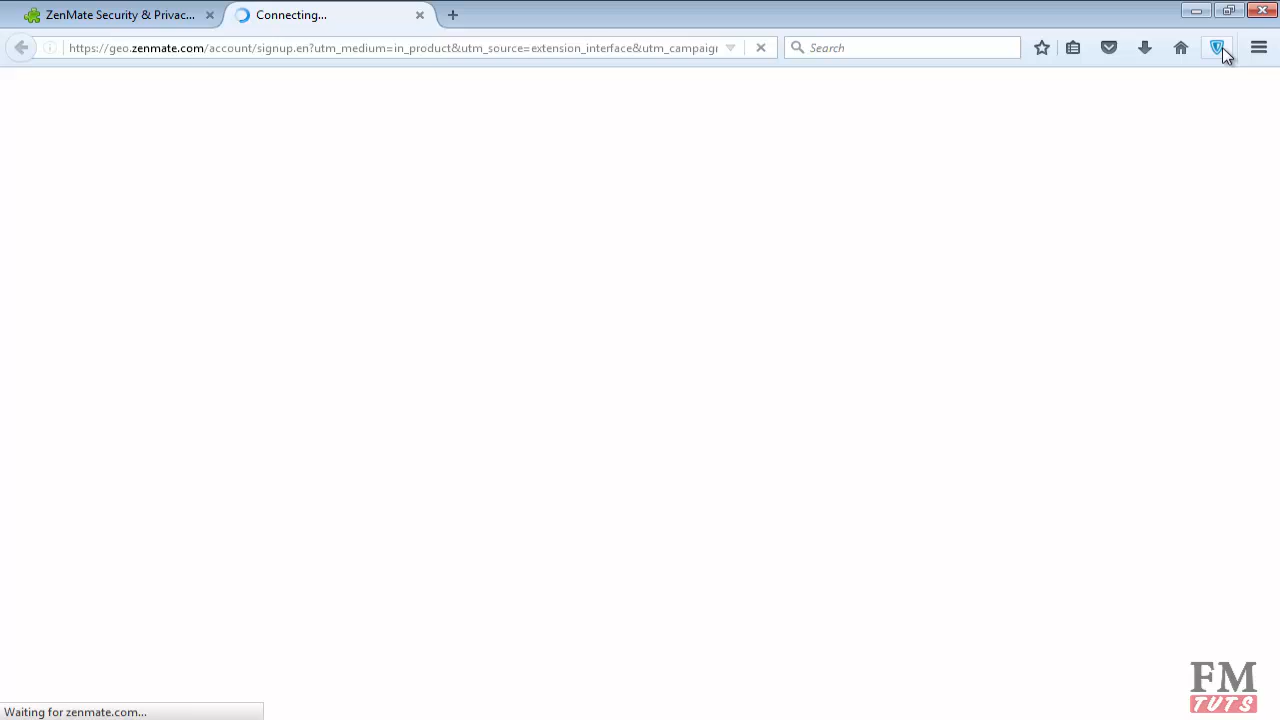 ZenMate Security & Privac...
Connecting...
https://geo.zenmate.com/account/signup.en?utm_medium=in_product&utm_source=extension_interface&utm_campaign
Search
FM
TUTS
Waiting for zenmate.com...